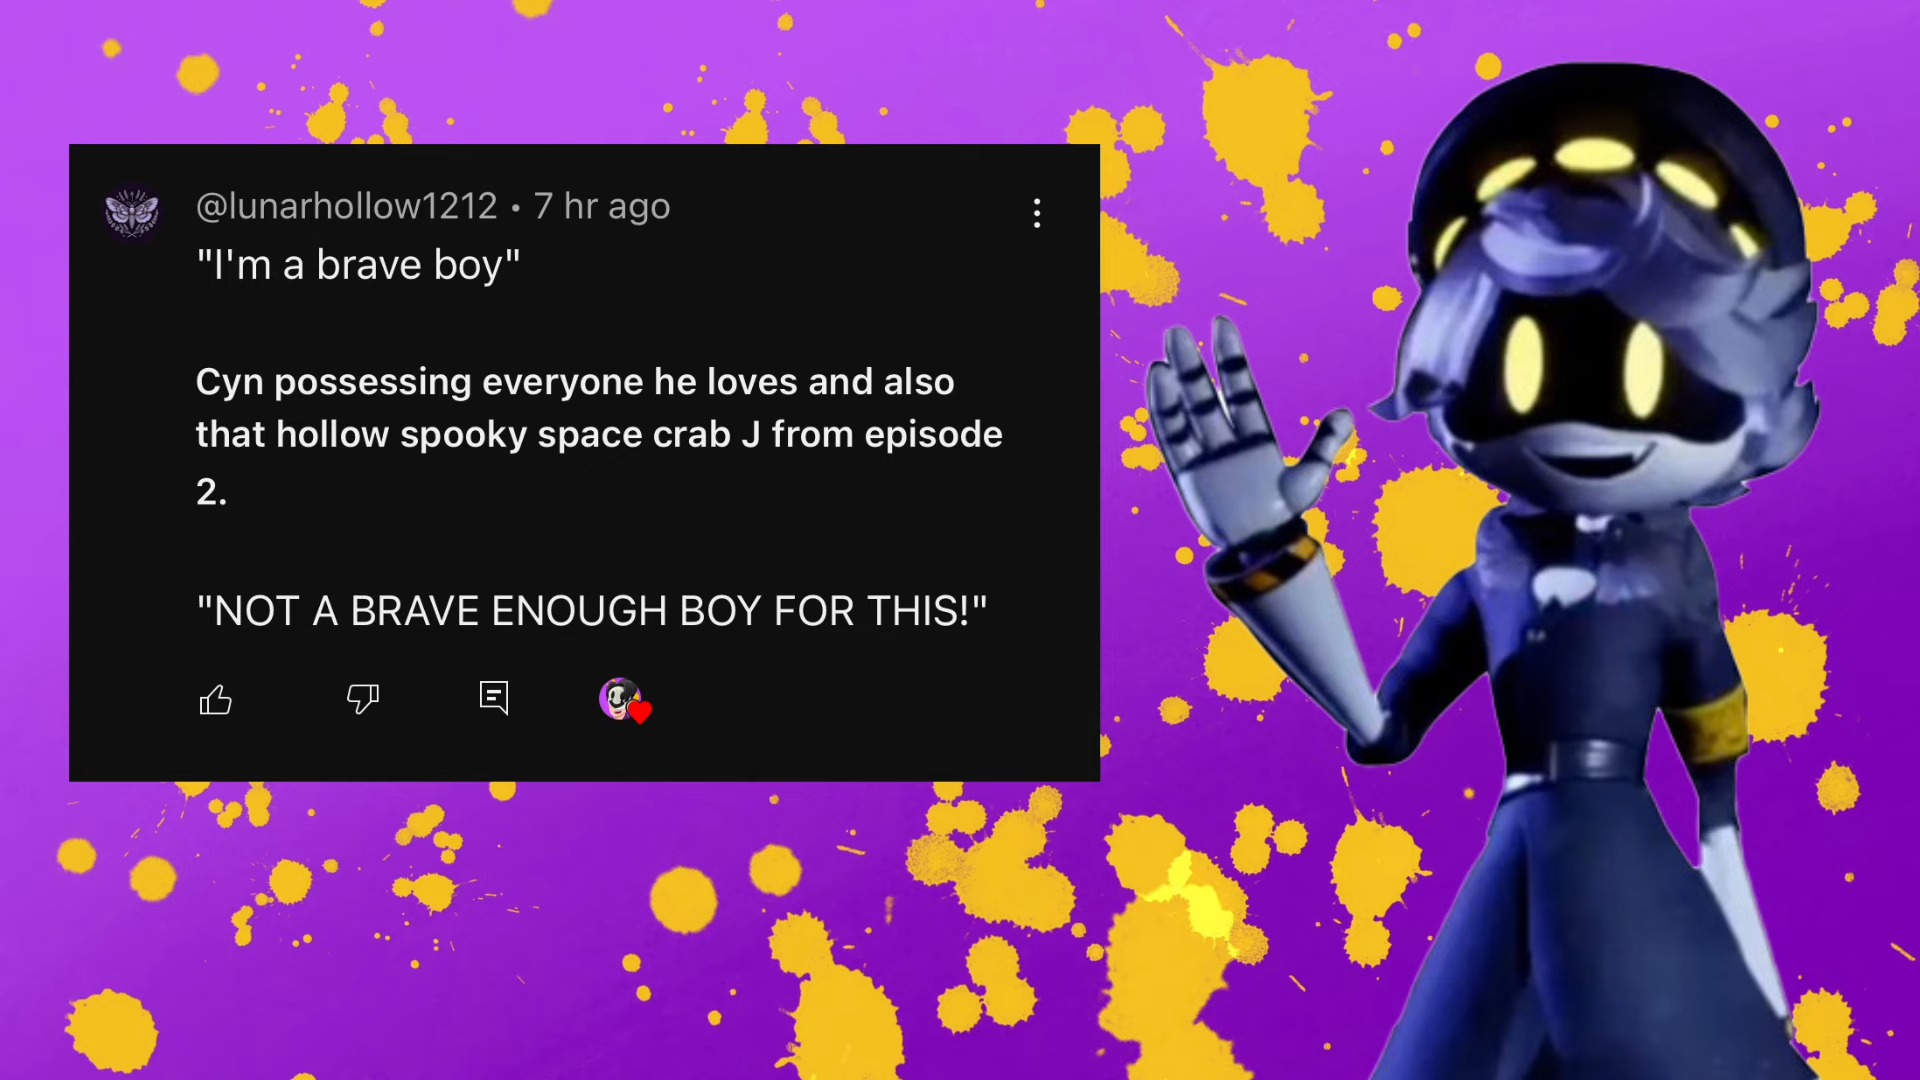 @lunarhollow1212 • 7 hr ago
"I'm a brave boy"
Cyn possessing everyone he loves and also
that hollow spooky space crab J from episode
2.
"NOT A BRAVE ENOUGH BOY FOR THIS!"